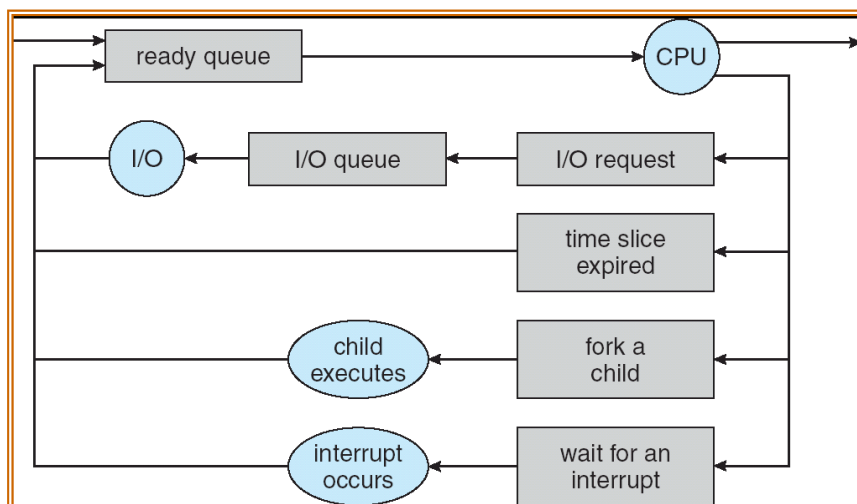 ready queue
CPU
I/O
I/O queue
I/O request
time slice
expired
child
executes
fork a
child
interrupt
occurs
wait for an
interrupt